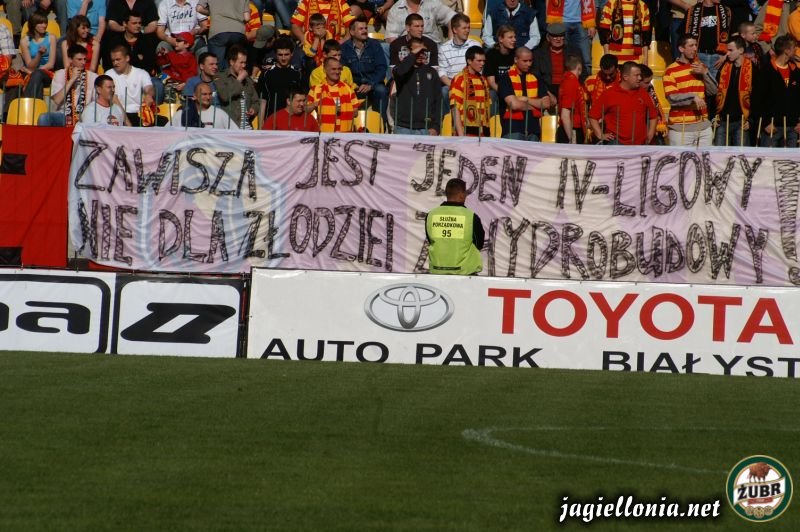 ZAWISZA JEST JEDEN IV-LIGOWY
NIE DLA ZŁODZIEI Z HYDROBUDOWY!
SŁUŻBA
PORZĄDKOWA
95
TOYOTA
AUTO PARK BIAŁYST
jagiellonia.net
ŻUBR